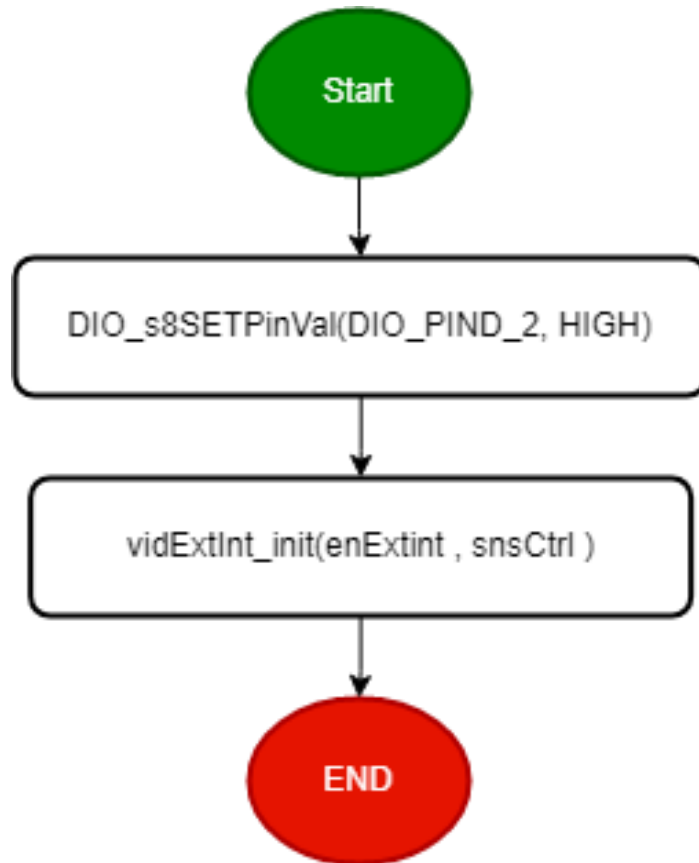 Start
DIO_s8SETPinVal(DIO_PIND_2, HIGH)
vidExtInt_init(enExtint , snsCtrl )
END